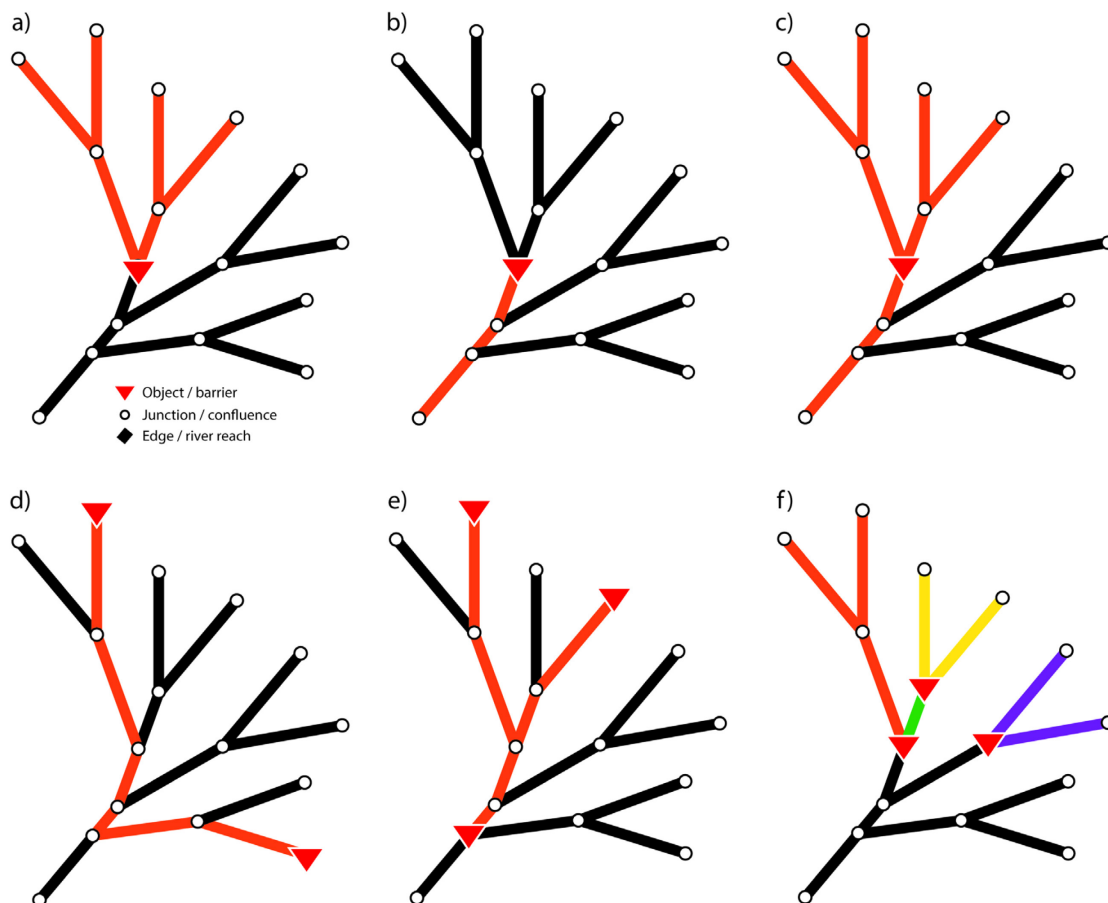 a)
b)
c)
Object / barrier
Junction / confluence
Edge / river reach
d)
e)
f)